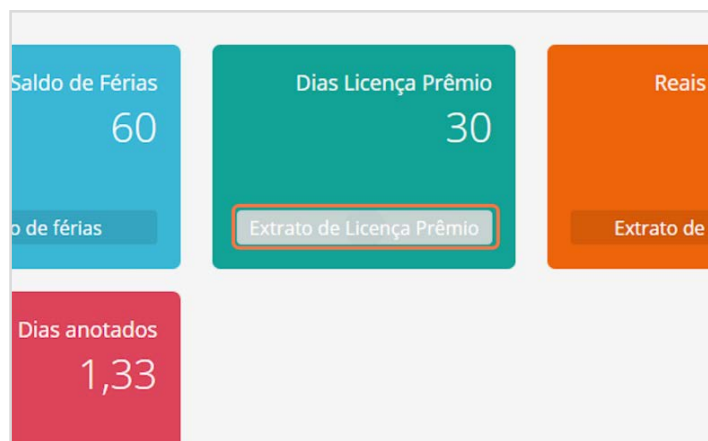 Saldo de Férias
60
o de férias
Dias Licença Prêmio
30
Extrato de Licença Prêmio
Reais
Extrato de
Dias anotados
1,33